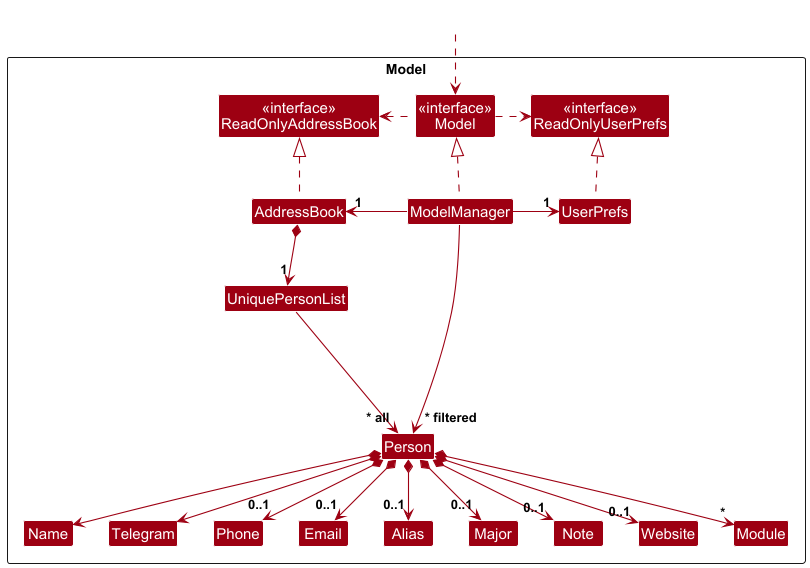 Model
«interface»
ReadOnlyAddressBook
«interface»
Model
«interface»
ReadOnlyUserPrefs
AddressBook
1
ModelManager
1
UserPrefs
1
UniquePersonList
* all
* filtered
Person
0..1
0..1
0..1
0..1
0..1
0..1
*
Name
Telegram
Phone
Email
Alias
Major
Note
Website
Module